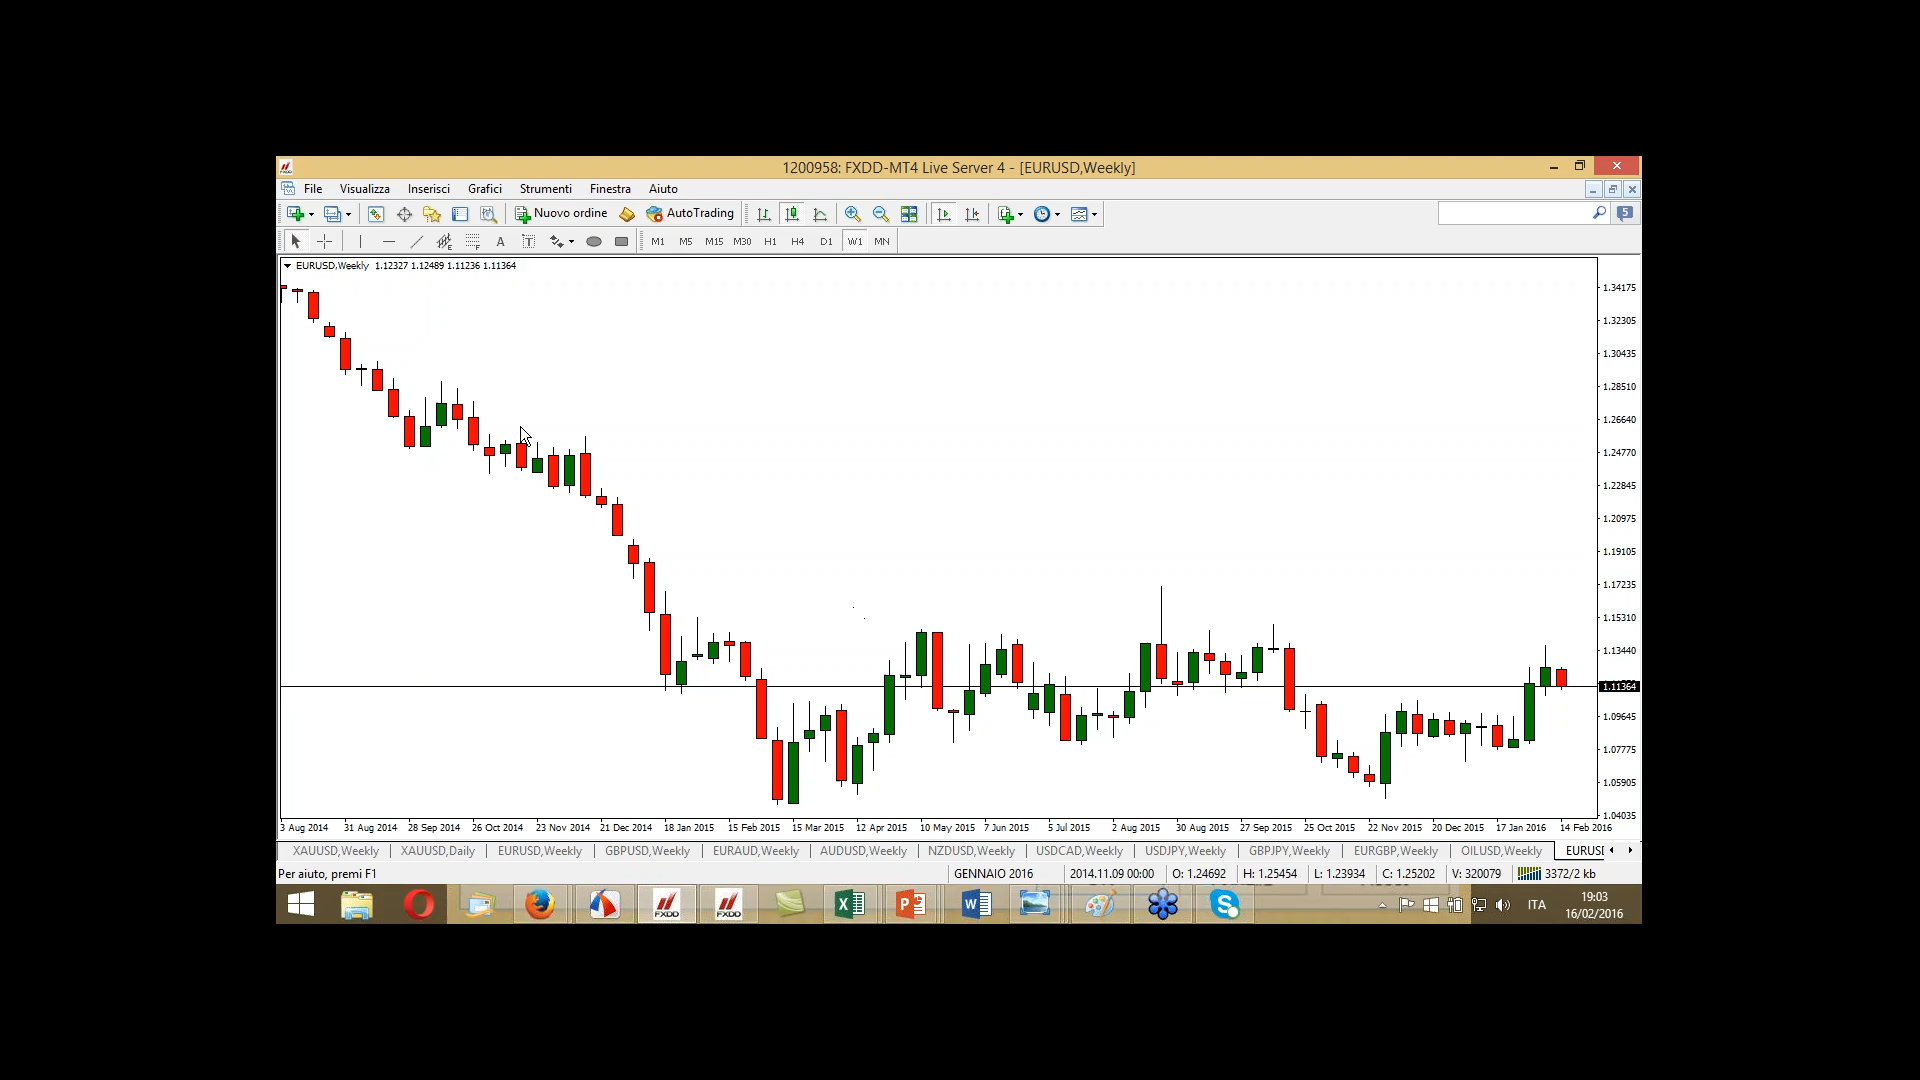 1200958: FXDD-MT4 Live Server 4 - [EURUSD,Weekly]
File Visualizza Inserisci Grafici Strumenti Finestra Aiuto
Nuovo ordine AutoTrading 5
A T M1 M5 M15 M30 H1 H4 D1 W1 MN
EURUSD,Weekly 1.12327 1.12489 1.11236 1.11364
1.34175
1.32305
1.30435
1.28510
1.26640
1.24770
1.22845
1.20975
1.19105
1.17235
1.15310
1.13440
1.11364
1.09645
1.07775
1.05905
1.04035
3 Aug 2014 31 Aug 2014 28 Sep 2014 26 Oct 2014 23 Nov 2014 21 Dec 2014 18 Jan 2015 15 Feb 2015 15 Mar 2015 12 Apr 2015 10 May 2015 7 Jun 2015 5 Jul 2015 2 Aug 2015 30 Aug 2015 27 Sep 2015 25 Oct 2015 22 Nov 2015 20 Dec 2015 17 Jan 2016 14 Feb 2016
XAUUSD,Weekly XAUUSD,Daily EURUSD,Weekly GBPUSD,Weekly EURAUD,Weekly AUDUSD,Weekly NZDUSD,Weekly USDCAD,Weekly USDJPY,Weekly GBPJPY,Weekly EURGBP,Weekly OILUSD,Weekly EURUSD
Per aiuto, premi F1 GENNAIO 2016 2014.11.09 00:00 O: 1.24692 H: 1.25454 L: 1.23934 C: 1.25202 V: 320079 3372/2 kb
FXDD FXDD ITA 19:03
16/02/2016